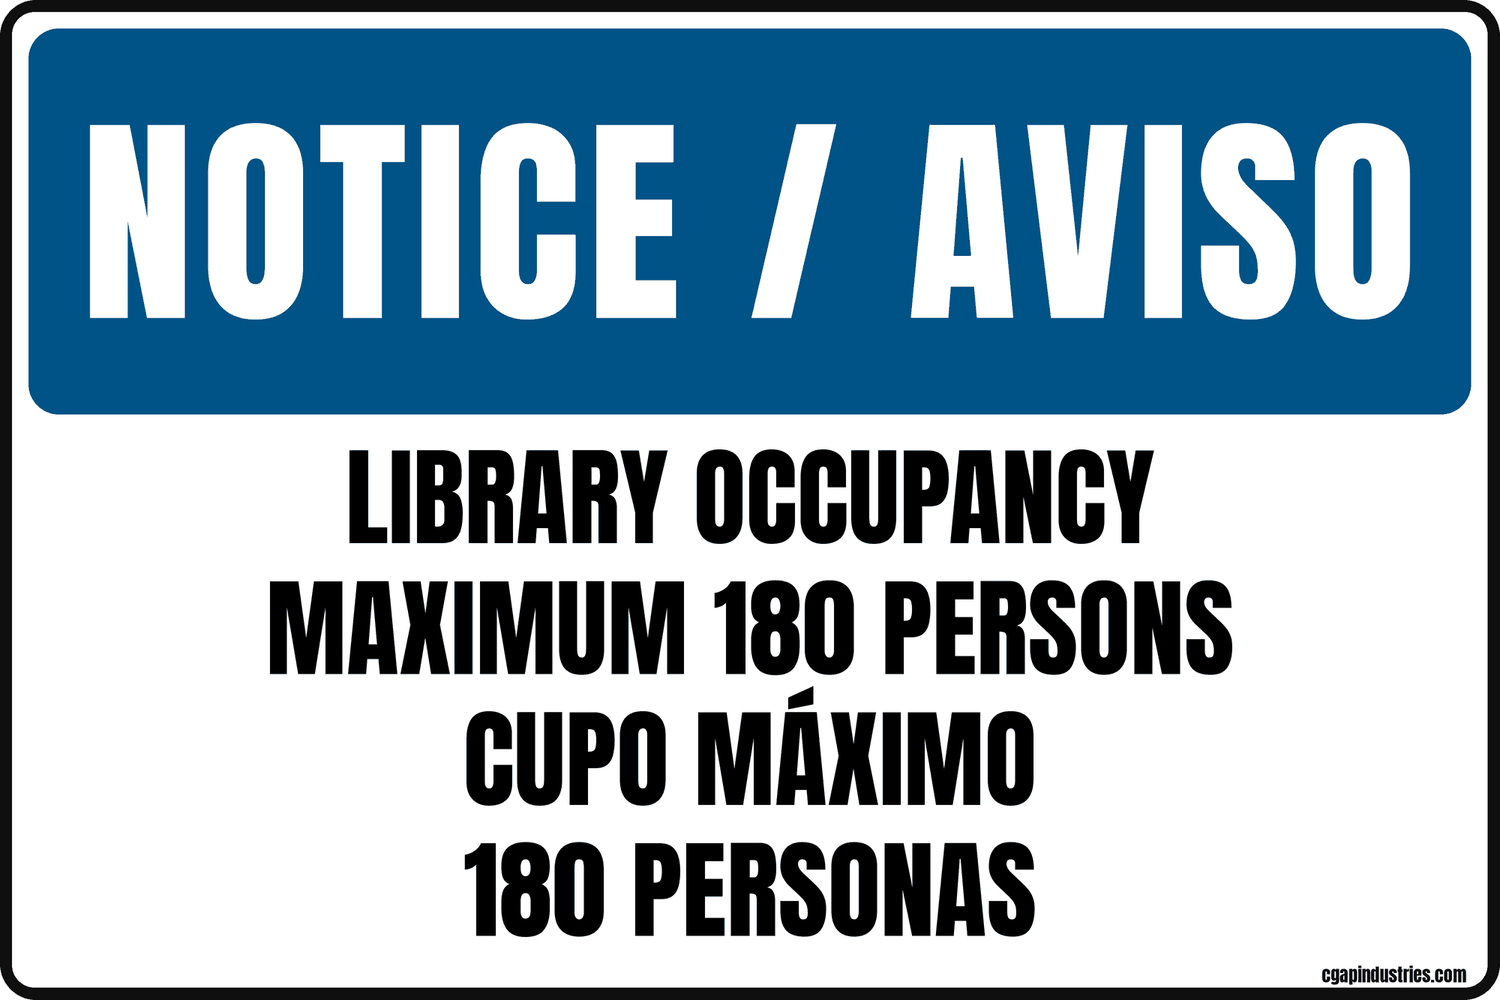 NOTICE / AVISO
LIBRARY OCCUPANCY
MAXIMUM 180 PERSONS
CUPO MÁXIMO
180 PERSONAS
cgapindustries.com